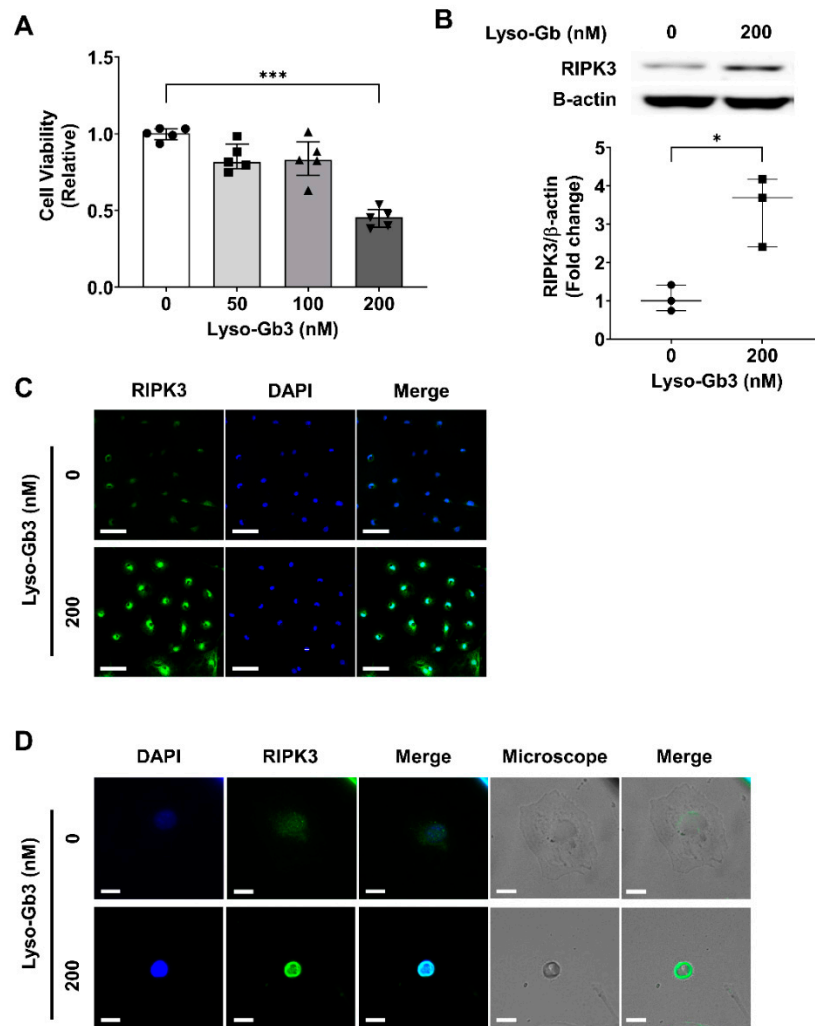 A
1.5
1.0
0.5
0.0
Cell Viability
(Relative)
***
0 50 100 200
Lyso-Gb3 (nM)
B
Lyso-Gb (nM) 0 200
RIPK3
B-actin
5
4
3
2
1
0
RIPK3/β-actin
(Fold change)
*
0 200
Lyso-Gb3 (nM)
C
RIPK3 DAPI Merge
Lyso-Gb3 (nM)
0
200
D
DAPI RIPK3 Merge Microscope Merge
Lyso-Gb3 (nM)
0
200